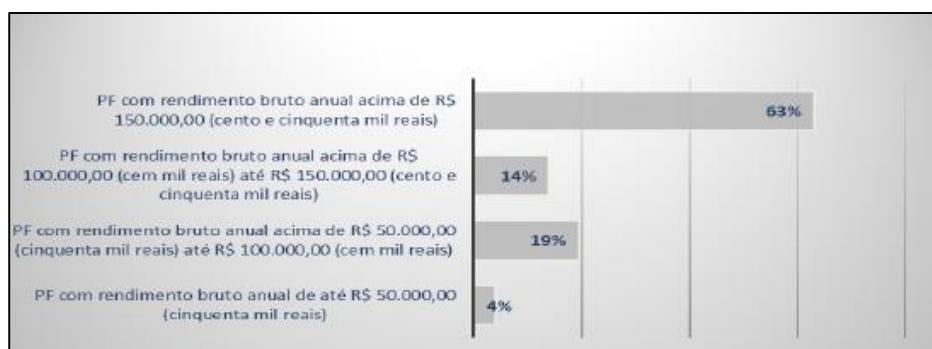 PF com rendimento bruto anual acima de R$
150.000,00 (cento e cinquenta mil reais)
63%
PF com rendimento bruto anual acima de R$
100.000,00 (cem mil reais) até R$ 150.000,00 (cento e
cinquenta mil reais)
14%
PF com rendimento bruto anual acima de R$ 50.000,00
(cinquenta mil reais) até R$ 100.000,00 (cem mil reais)
19%
PF com rendimento bruto anual de até R$ 50.000,00
(cinquenta mil reais)
4%